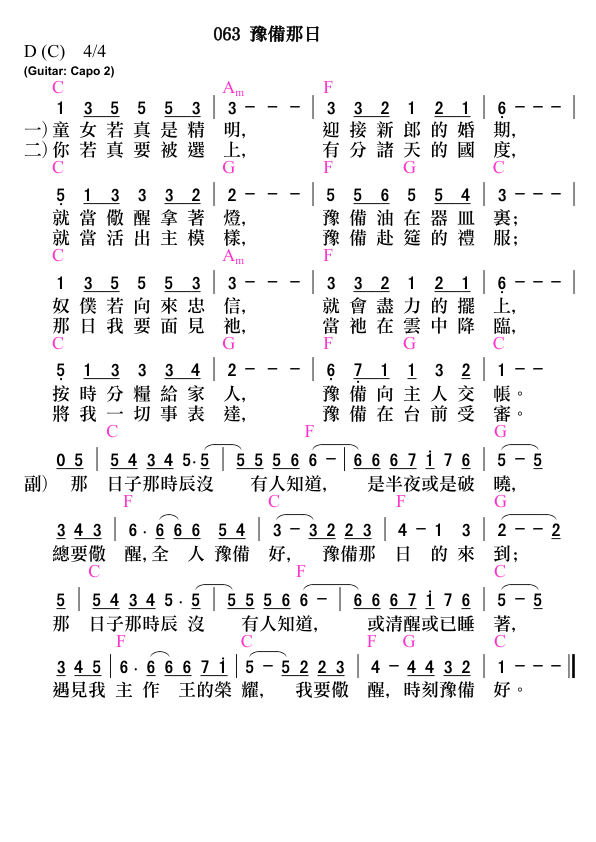 063 豫備那日
D (C) 4/4
(Guitar: Capo 2)
C Am F
1 3 5 5 5 3 | 3 - - - | 3 3 2 1 2 1 | 6 - - - |
一)童女若真是精明, 迎接新郎的婚期,
二)你若真要被選上, 有分諸天的國度,
C G F G C
5 1 3 3 3 2 | 2 - - - | 5 5 6 5 5 4 | 3 - - - |
就當儆醒拿著燈, 豫備油在器皿裏;
就當活出主模樣, 豫備赴筵的禮服;
C Am F
1 3 5 5 5 3 | 3 - - - | 3 3 2 1 2 1 | 6 - - - |
奴僕若向來忠信, 就會盡力的擺上,
那日我要面見祂, 當祂在雲中降臨,
C G F G C
5 1 3 3 3 4 | 2 - - - | 6 7 1 1 3 2 | 1 - -
按時分糧給家人, 豫備向主人交帳。
將我一切事表達, 豫備在台前受審。
C F G
0 5 | 5 4 3 4 5. 5 | 5 5 5 6 6 - | 6 6 6 7 i 7 6 | 5 - 5
副) 那 日子那時辰沒 有人知道, 是半夜或是破曉,
F C F G
3 4 3 | 6. 6 6 6 5 4 | 3 - 3 2 2 3 | 4 - 1 3 | 2 - - 2
總要儆醒,全人豫備好, 豫備那日的來到;
C F C
5 | 5 4 3 4 5. 5 | 5 5 5 6 6 - | 6 6 6 7 i 7 6 | 5 - 5
那 日子那時辰沒 有人知道, 或清醒或已睡著,
F C F G C
3 4 5 | 6. 6 6 6 7 i | 5 - 5 2 2 3 | 4 - 4 4 3 2 | 1 - - -
遇見我主作王的榮耀, 我要儆醒,時刻豫備好。